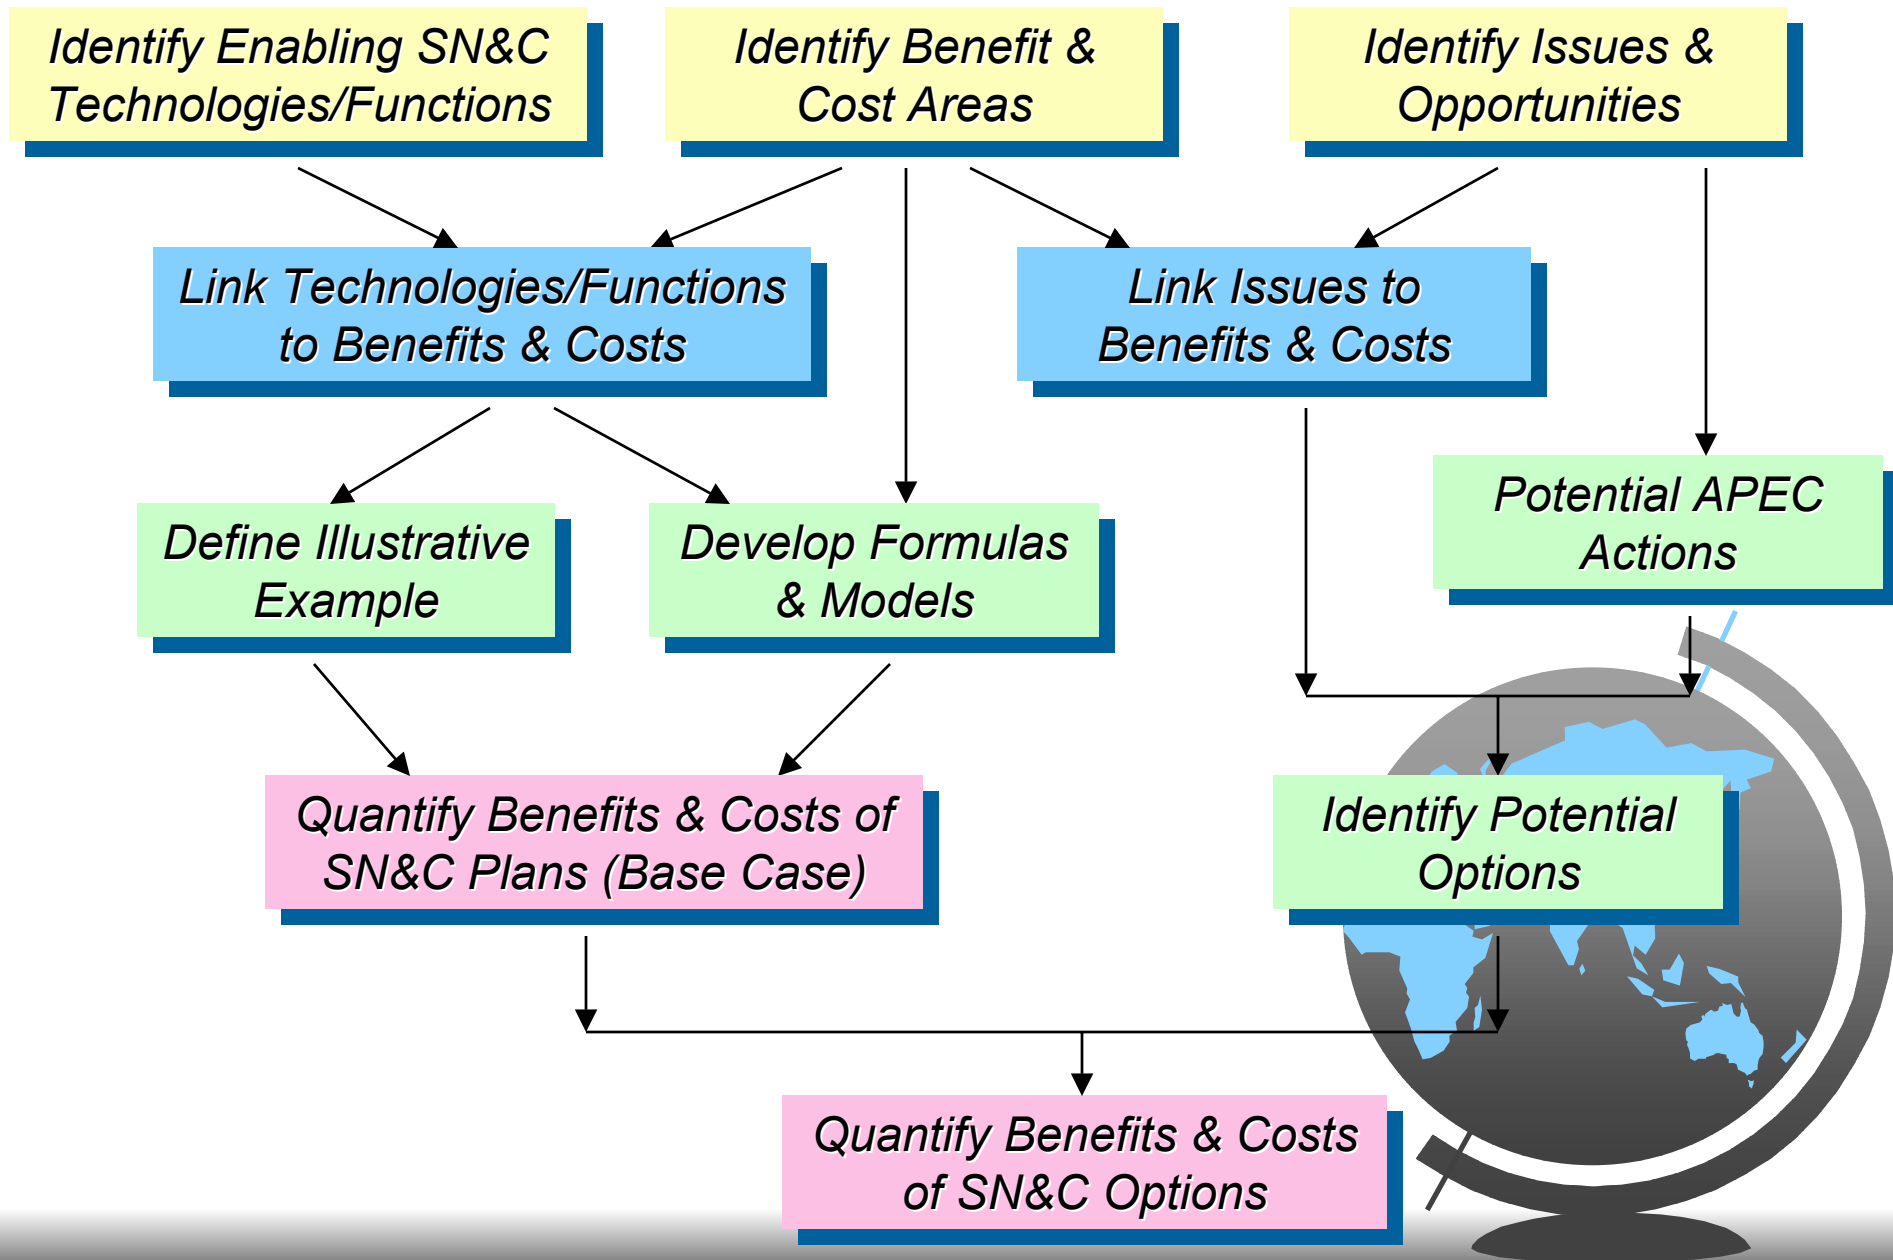 Identify Enabling SN&C
Technologies/Functions
Identify Benefit &
Cost Areas
Identify Issues &
Opportunities
Link Technologies/Functions
to Benefits & Costs
Link Issues to
Benefits & Costs
Potential APEC
Actions
Define Illustrative
Example
Develop Formulas
& Models
Quantify Benefits & Costs of
SN&C Plans (Base Case)
Identify Potential
Options
Quantify Benefits & Costs
of SN&C Options